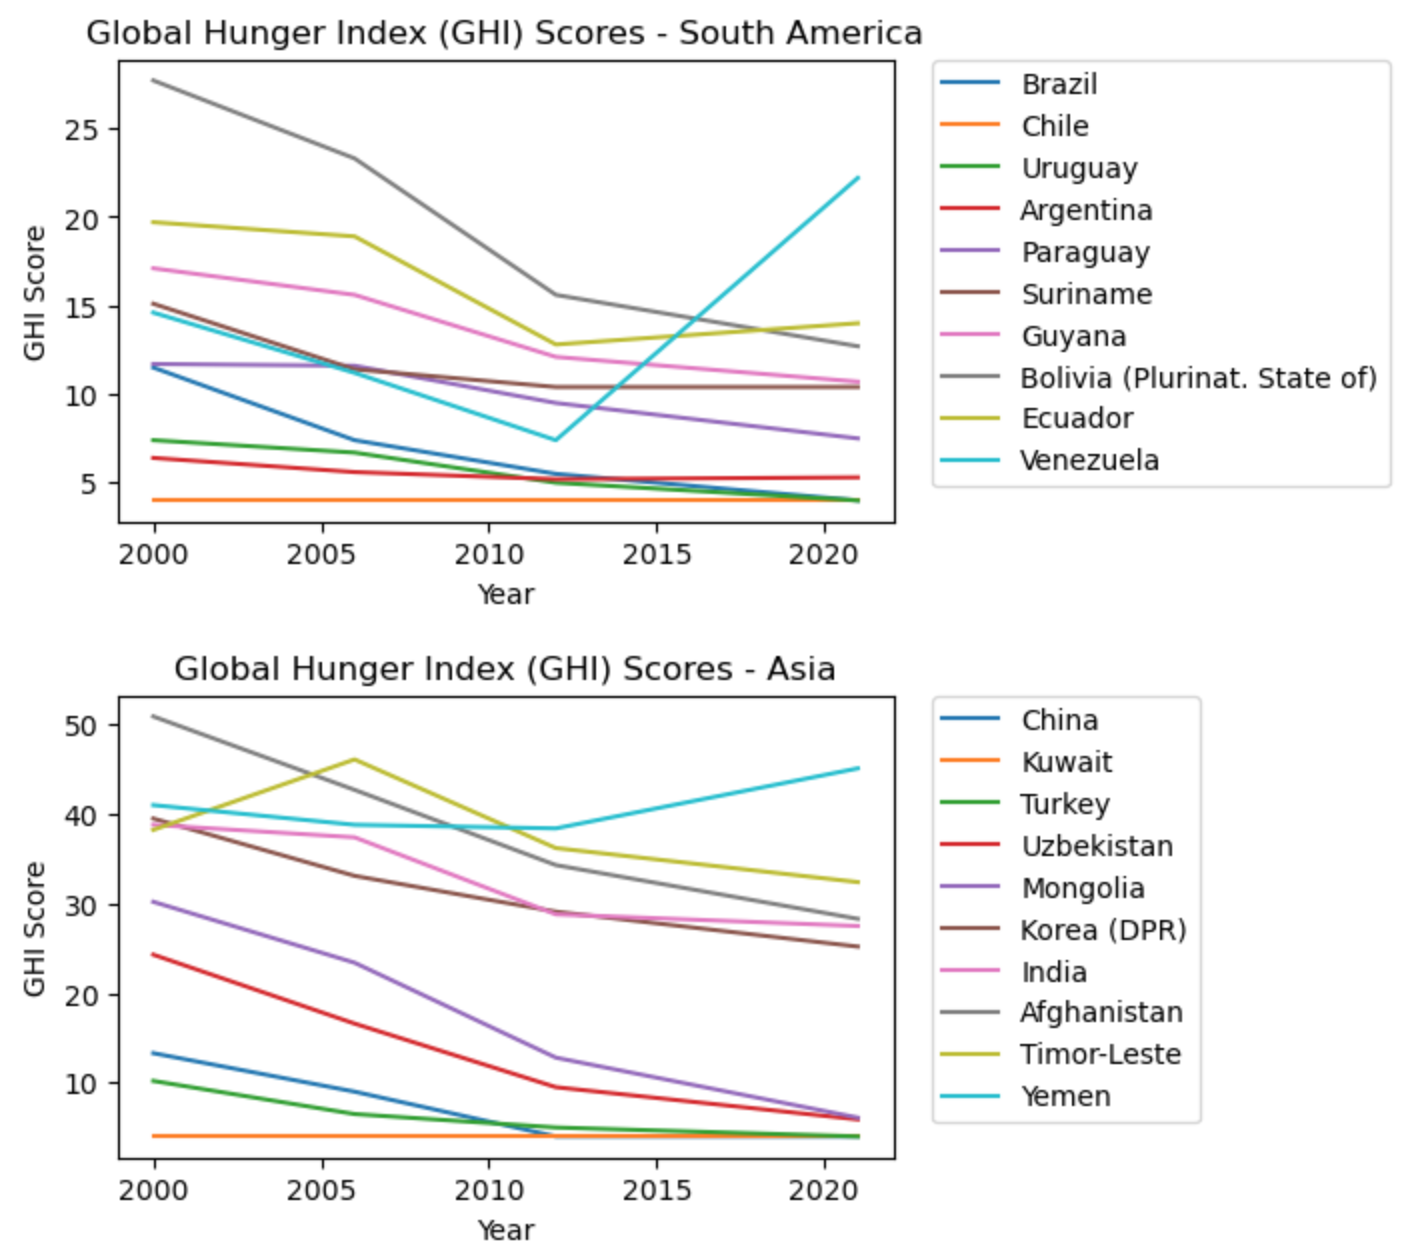 Global Hunger Index (GHI) Scores - South America
GHI Score
25
20
15
10
5
2000 2005 2010 2015 2020
Year
Brazil
Chile
Uruguay
Argentina
Paraguay
Suriname
Guyana
Bolivia (Plurinat. State of)
Ecuador
Venezuela
Global Hunger Index (GHI) Scores - Asia
GHI Score
50
40
30
20
10
2000 2005 2010 2015 2020
Year
China
Kuwait
Turkey
Uzbekistan
Mongolia
Korea (DPR)
India
Afghanistan
Timor-Leste
Yemen